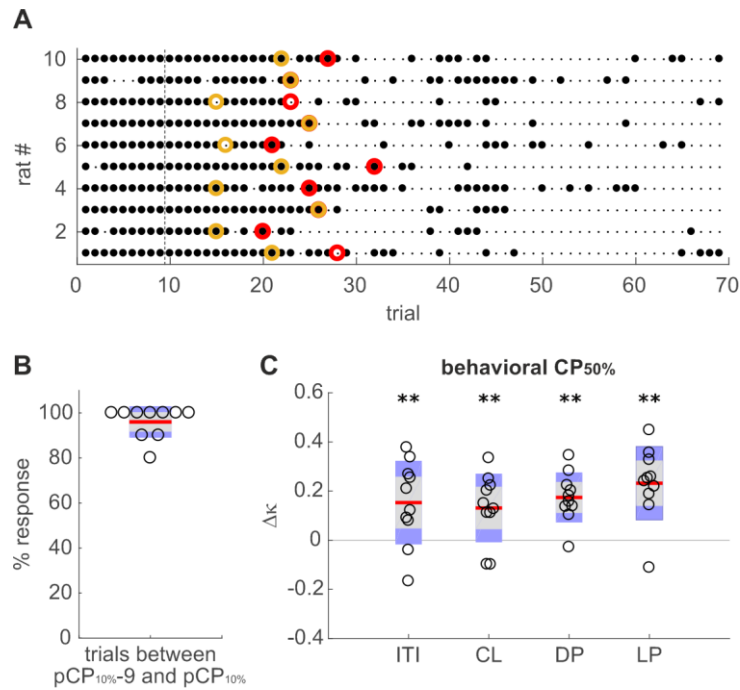 A
10
8
6
4
2
rat #
0 10 20 30 40 50 60 70
trial
B
100
80
60
40
20
0
% response
trials between
pCP10%-9 and pCP10%
C
behavioral CP50%
** ** ** **
0.6
0.4
0.2
0
-0.4
Δκ
ITI CL DP LP